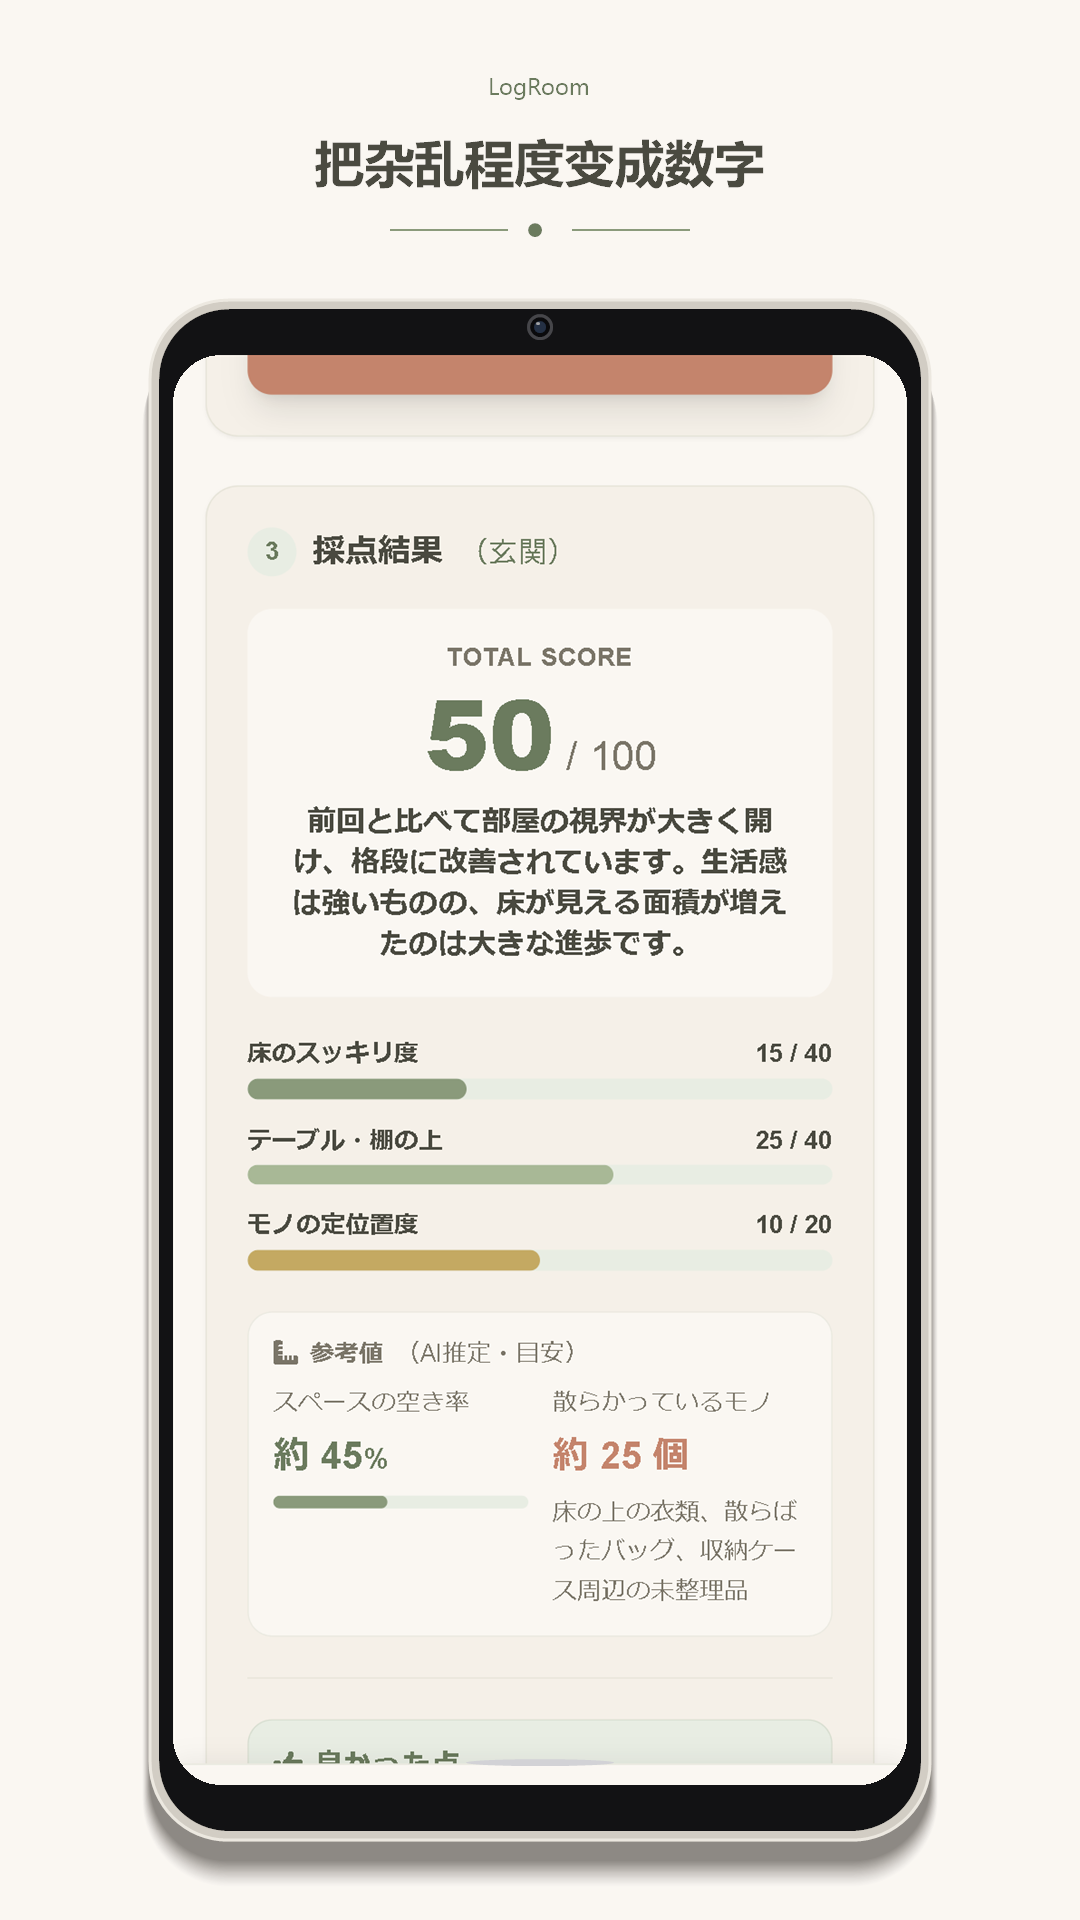 LogRoom
把杂乱程度变成数字
3 採点結果 （玄関）
TOTAL SCORE
50 / 100
前回と比べて部屋の視界が大きく開
け、格段に改善されています。生活感
は強いものの、床が見える面積が増え
たのは大きな進歩です。
床のスッキリ度 15 / 40
テーブル・棚の上 25 / 40
モノの定位置度 10 / 20
参考値 （AI推定・目安）
スペースの空き率
約 45%
散らかっているモノ
約 25 個
床の上の衣類、散らば
ったバッグ、収納ケー
ス周辺の未整理品
良かった点